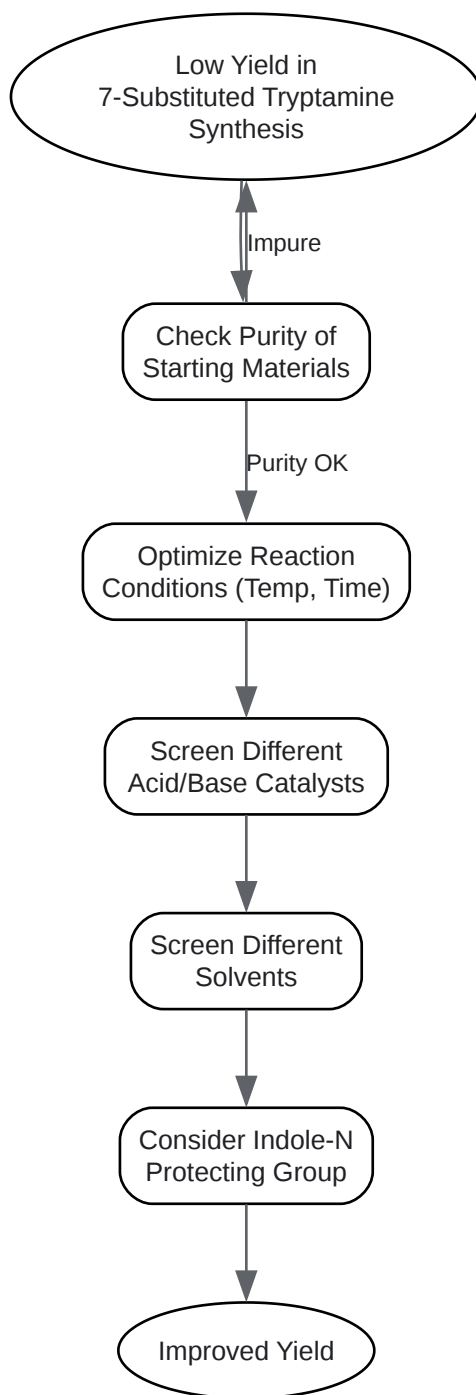 Low Yield in
7-Substituted Tryptamine
Synthesis
Impure
Check Purity of
Starting Materials
Purity OK
Optimize Reaction
Conditions (Temp, Time)
Screen Different
Acid/Base Catalysts
Screen Different
Solvents
Consider Indole-N
Protecting Group
Improved Yield